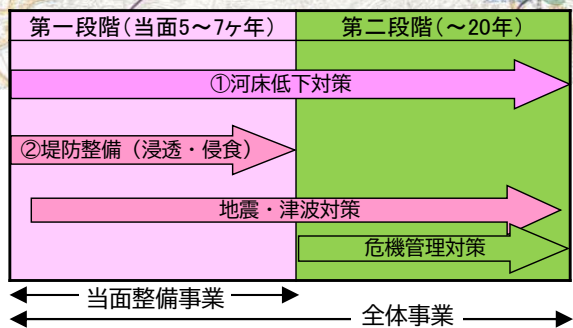 第一段階(当面5～7ヶ年)
第二段階(～20年)
①河床低下対策
②堤防整備（浸透・侵食）
地震・津波対策
危機管理対策
当面整備事業
全体事業